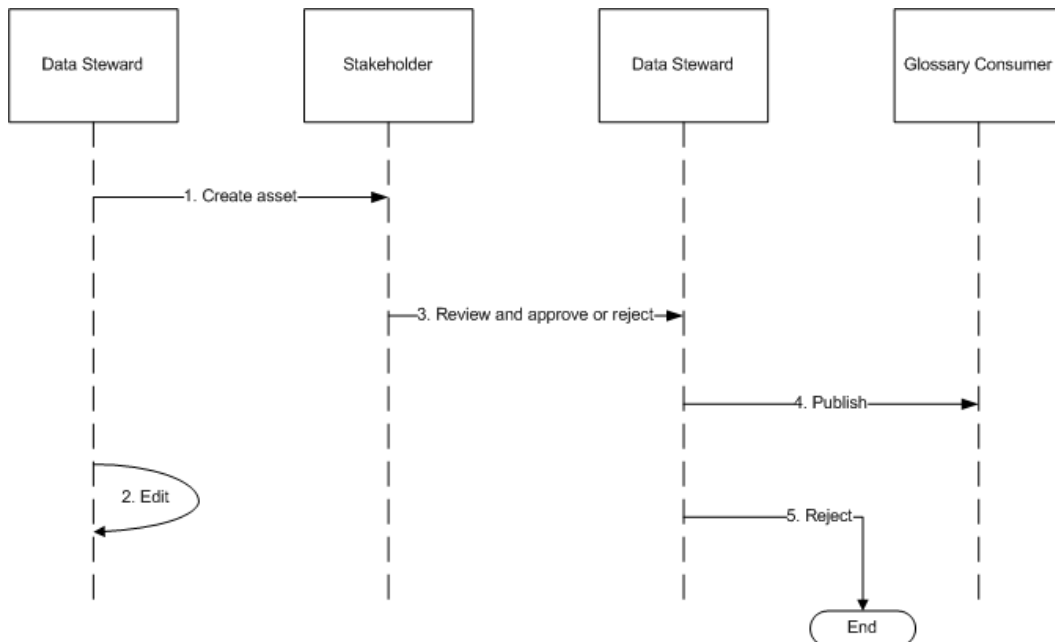 Data Steward
Stakeholder
Data Steward
Glossary Consumer
1. Create asset
3. Review and approve or reject
4. Publish
2. Edit
5. Reject
End